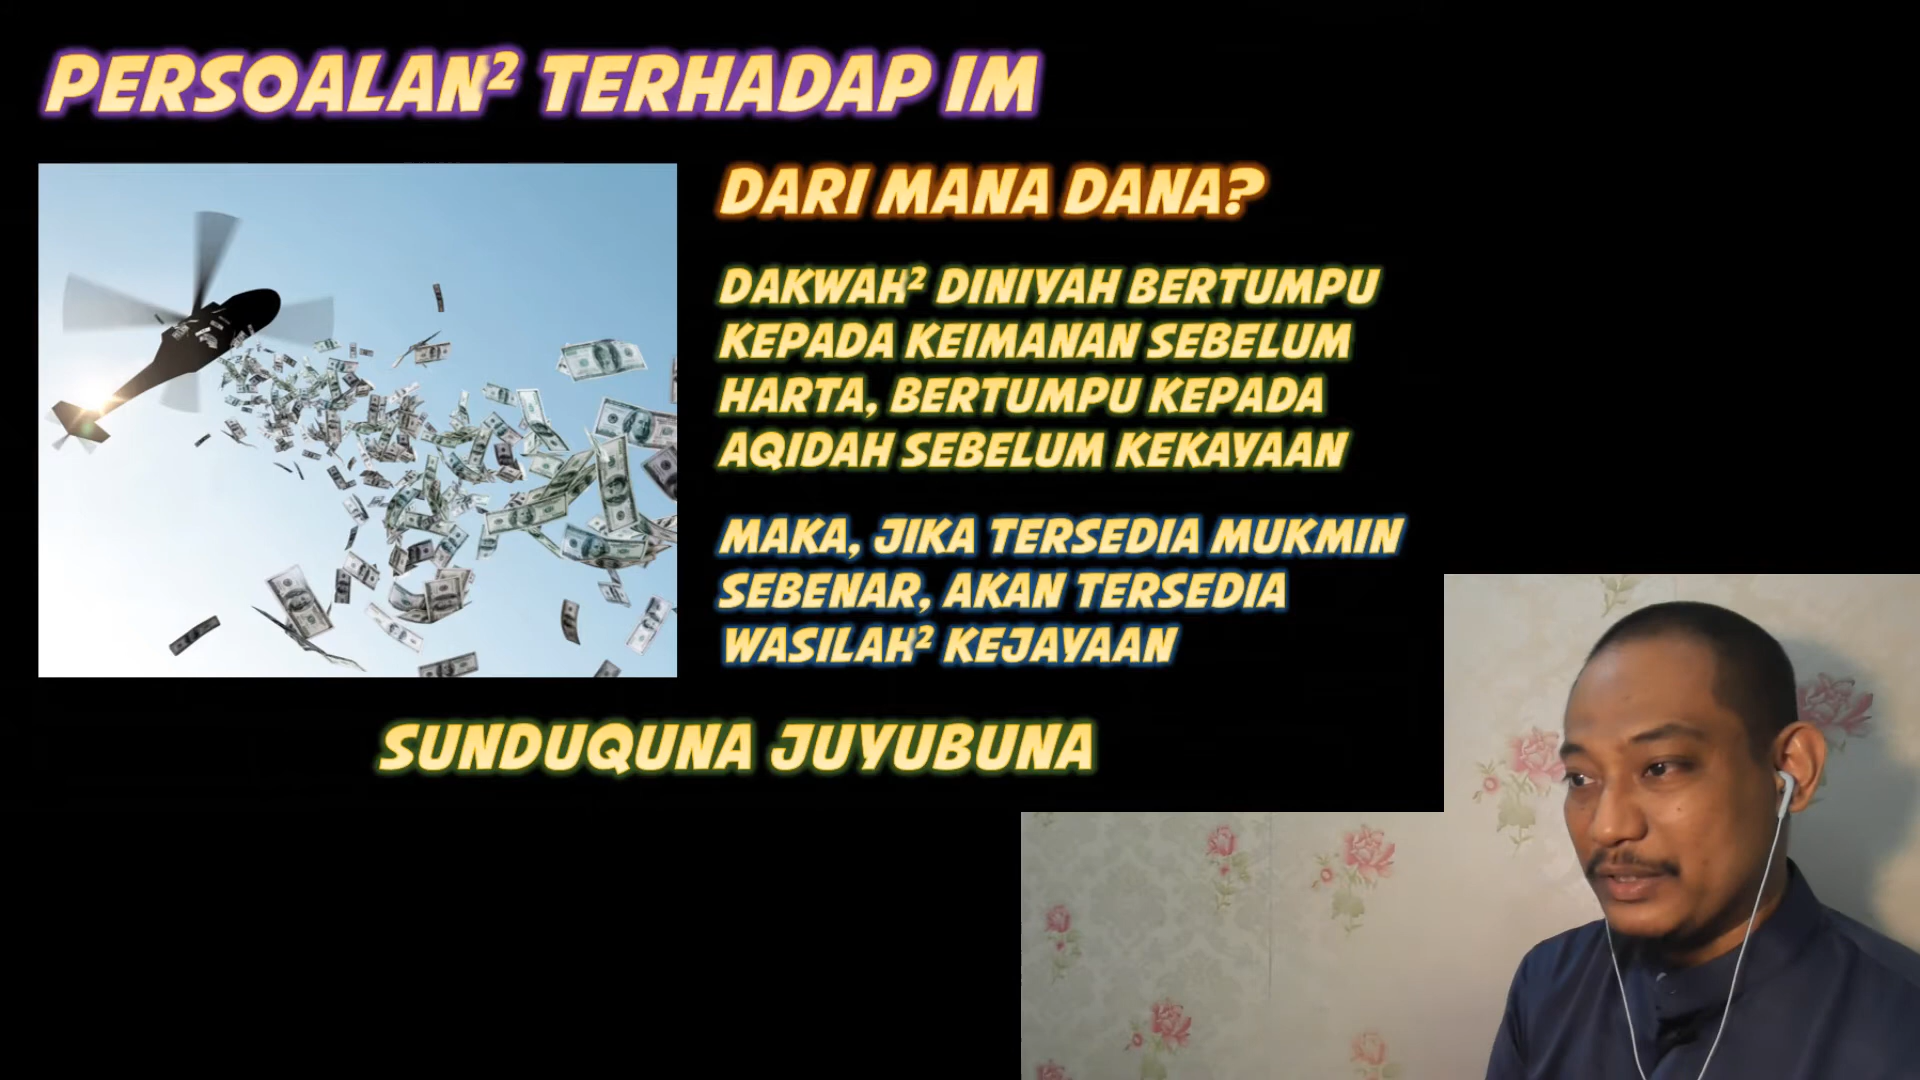 PERSOALAN² TERHADAP IM
DARI MANA DANA?
DAKWAH² DINIYAH BERTUMPU
KEPADA KEIMANAN SEBELUM
HARTA, BERTUMPU KEPADA
AQIDAH SEBELUM KEKAYAAN
MAKA, JIKA TERSEDIA MUKMIN
SEBENAR, AKAN TERSEDIA
WASILAH² KEJAYAAN
SUNDUQUNA JUYUBUNA